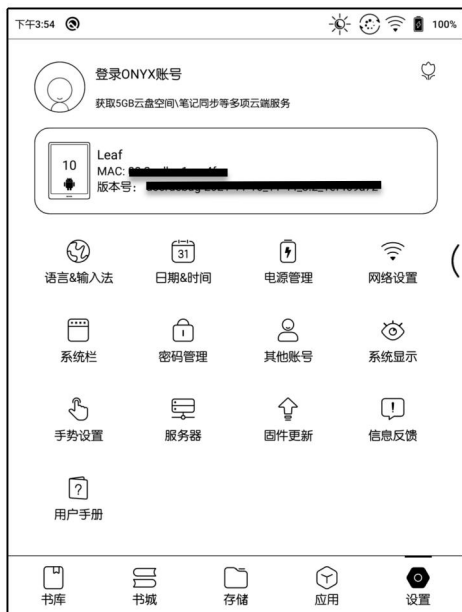 下午3:54 100%
登录ONYX账号
获取5GB云盘空间\笔记同步等多项云端服务
10
Leaf
MAC:
版本号：
31
语言&输入法 日期&时间 电源管理 网络设置
系统栏 密码管理 其他账号 系统显示
手势设置 服务器 固件更新 信息反馈
用户手册
书库 书城 存储 应用 设置